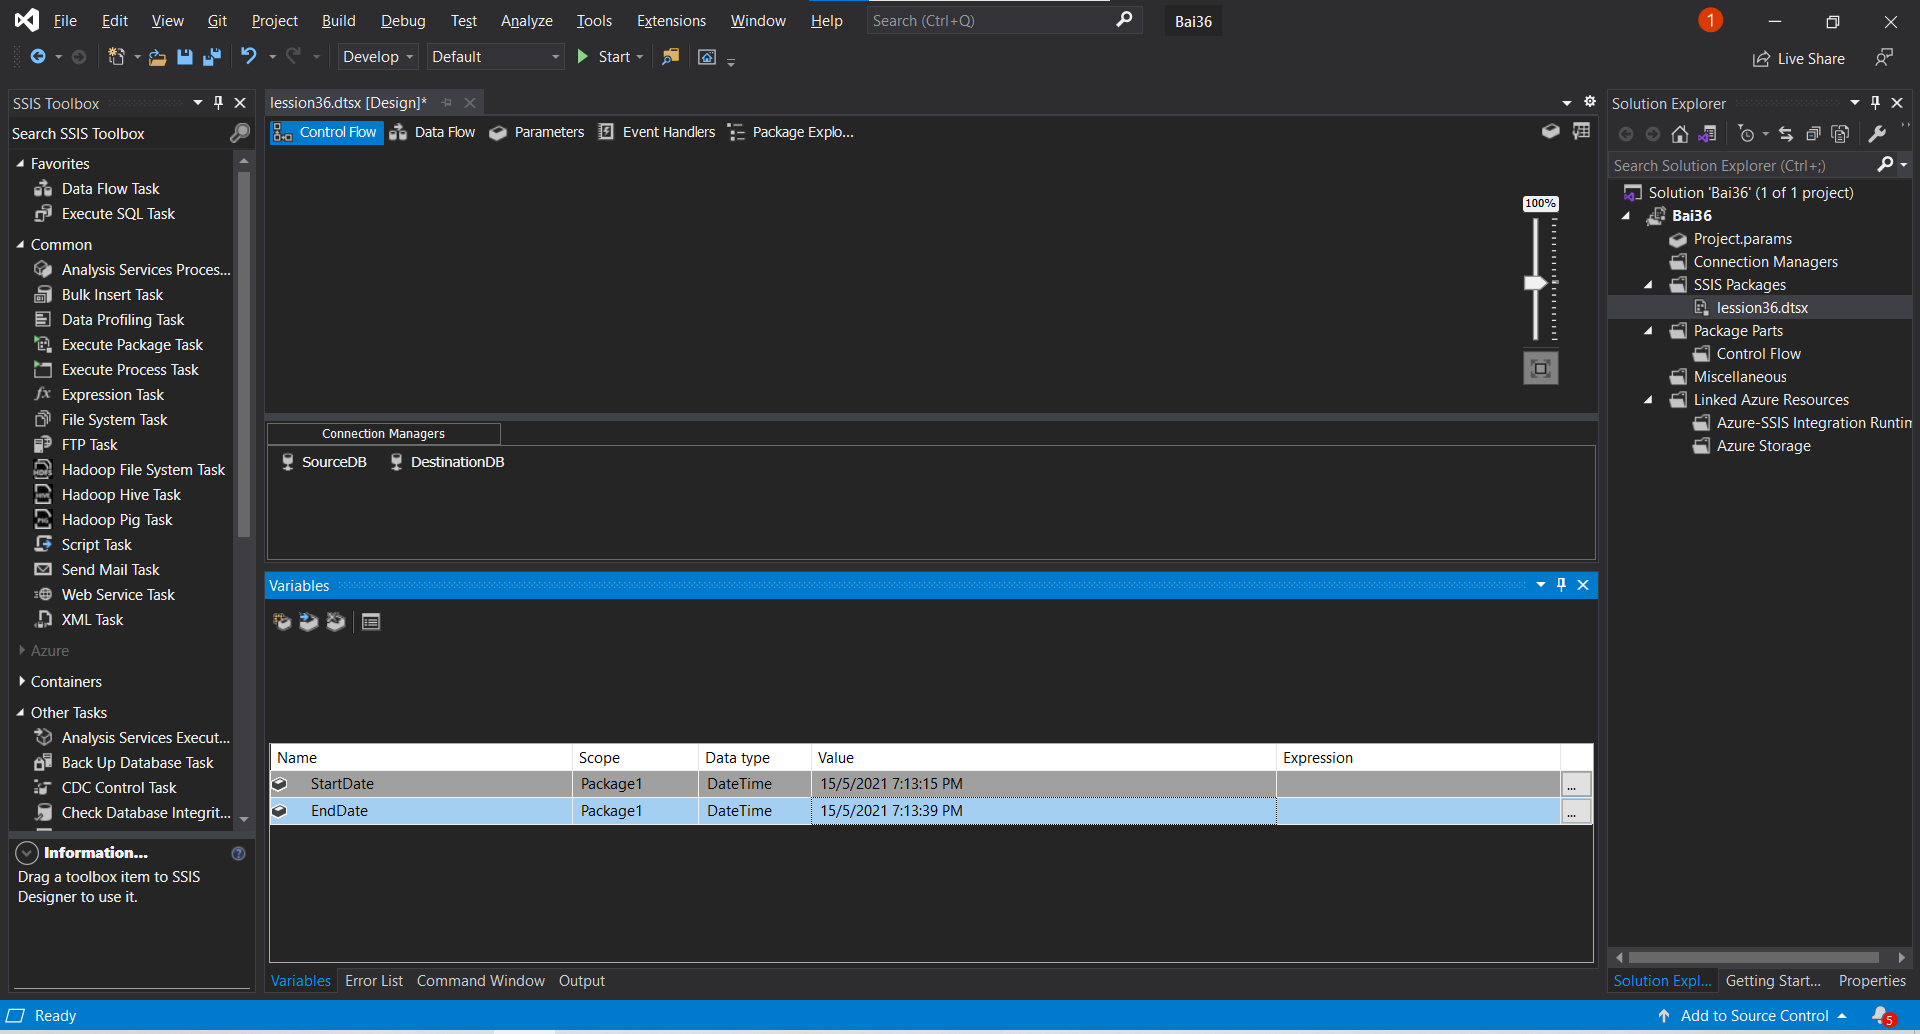 File Edit View Git Project Build Debug Test Analyze Tools Extensions Window Help Search (Ctrl+Q) Bai36 1
Develop Default Start Live Share
SSIS Toolbox
Search SSIS Toolbox
Favorites
Data Flow Task
Execute SQL Task
Common
Analysis Services Proces...
Bulk Insert Task
Data Profiling Task
Execute Package Task
Execute Process Task
Expression Task
File System Task
FTP Task
Hadoop File System Task
Hadoop Hive Task
Hadoop Pig Task
Script Task
Send Mail Task
Web Service Task
XML Task
Azure
Containers
Other Tasks
Analysis Services Execut...
Back Up Database Task
CDC Control Task
Check Database Integrit...
Information...
Drag a toolbox item to SSIS
Designer to use it.
lession36.dtsx [Design]*
Control Flow Data Flow Parameters Event Handlers Package Explo...
100%
Connection Managers
SourceDB DestinationDB
Variables
Name Scope Data type Value Expression
StartDate Package1 DateTime 15/5/2021 7:13:15 PM ...
EndDate Package1 DateTime 15/5/2021 7:13:39 PM ...
Variables Error List Command Window Output
Solution Explorer
Search Solution Explorer (Ctrl+;)
Solution 'Bai36' (1 of 1 project)
Bai36
Project.params
Connection Managers
SSIS Packages
lession36.dtsx
Package Parts
Control Flow
Miscellaneous
Linked Azure Resources
Azure-SSIS Integration Runtim
Azure Storage
Solution Expl... Getting Start... Properties
Ready Add to Source Control 5